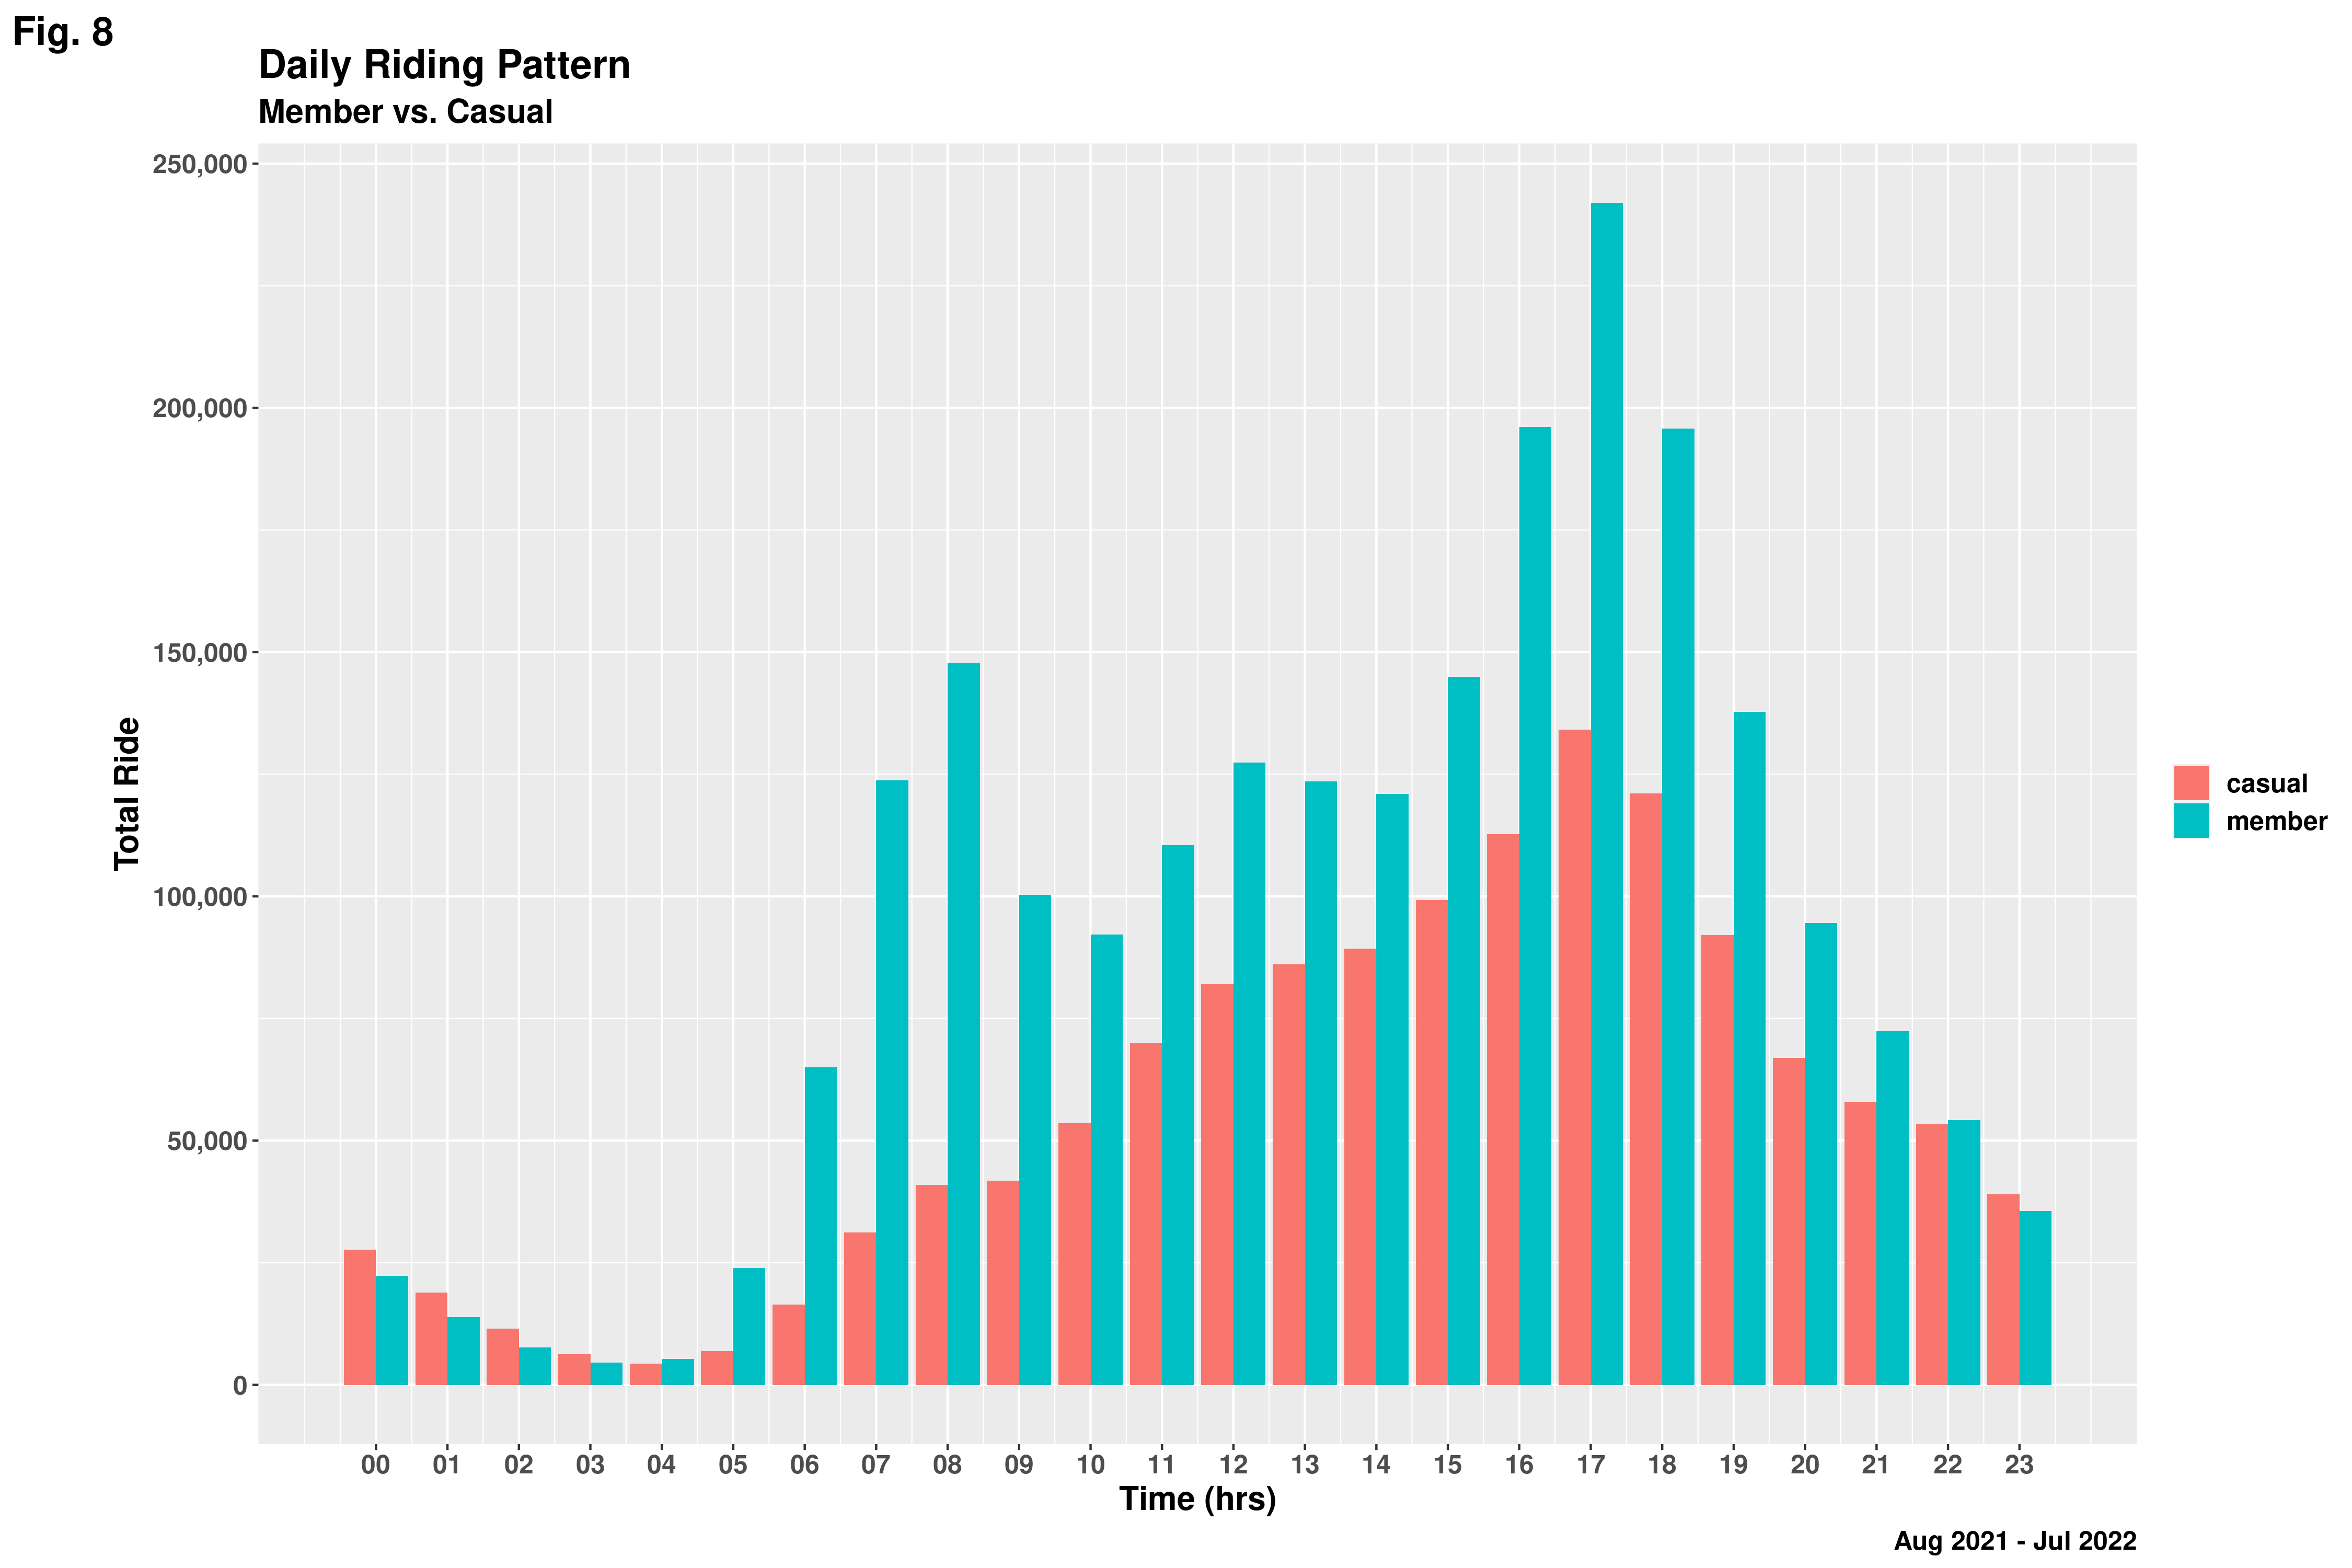 Fig. 8
Daily Riding Pattern
Member vs. Casual
250,000
200,000
150,000
100,000
50,000
0
Total Ride
casual
member
00 01 02 03 04 05 06 07 08 09 10 11 12 13 14 15 16 17 18 19 20 21 22 23
Time (hrs)
Aug 2021 - Jul 2022